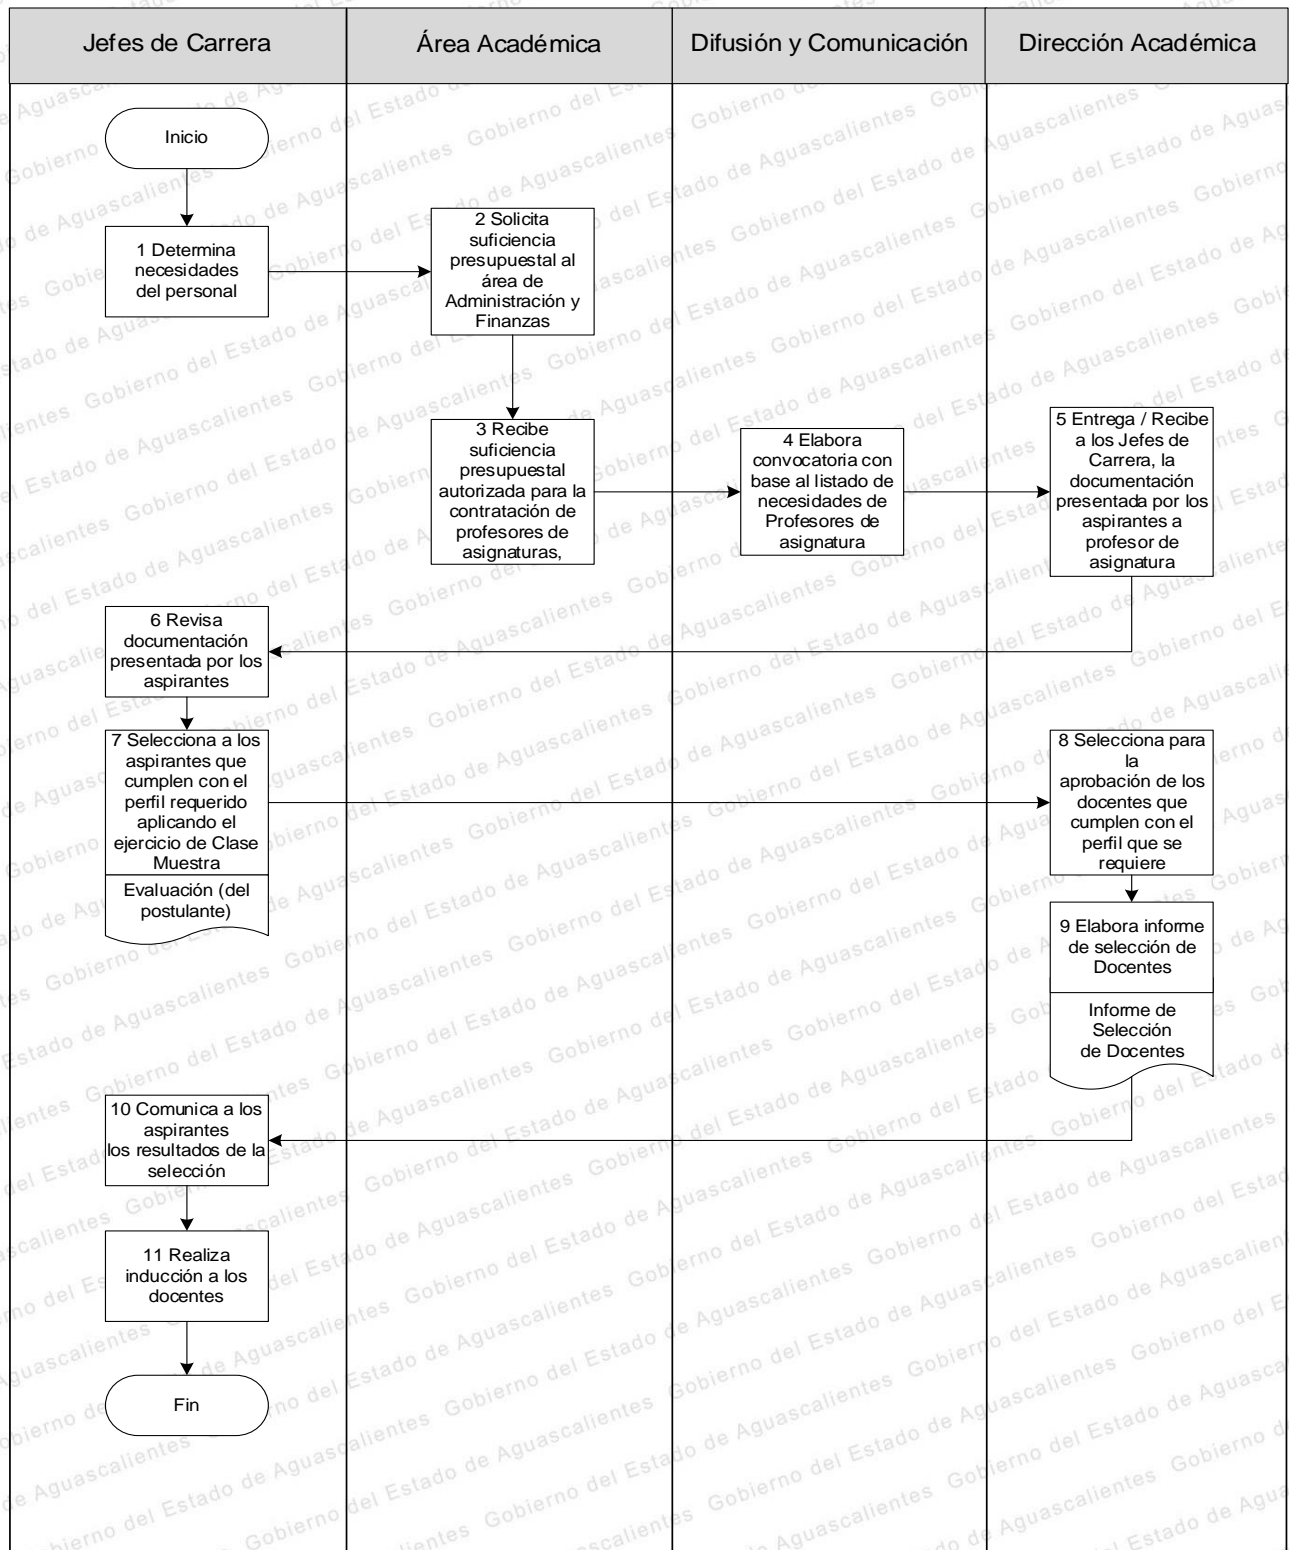 Jefes de Carrera
Área Académica
Difusión y Comunicación
Dirección Académica
Inicio
1 Determina
necesidades
del personal
2 Solicita
suficiencia
presupuestal al
área de
Administración y
Finanzas
3 Recibe
suficiencia
presupuestal
autorizada para la
contratación de
profesores de
asignaturas,
4 Elabora
convocatoria con
base al listado de
necesidades de
Profesores de
asignatura
5 Entrega / Recibe
a los Jefes de
Carrera, la
documentación
presentada por los
aspirantes a
profesor de
asignatura
6 Revisa
documentación
presentada por los
aspirantes
7 Selecciona a los
aspirantes que
cumplen con el
perfil requerido
aplicando el
ejercicio de Clase
Muestra
Evaluación (del
postulante)
8 Selecciona para
la
aprobación de los
docentes que
cumplen con el
perfil que se
requiere
9 Elabora informe
de selección de
Docentes
Informe de
Selección
de Docentes
10 Comunica a los
aspirantes
los resultados de la
selección
11 Realiza
inducción a los
docentes
Fin
Gobierno del Estado de Aguascalientes